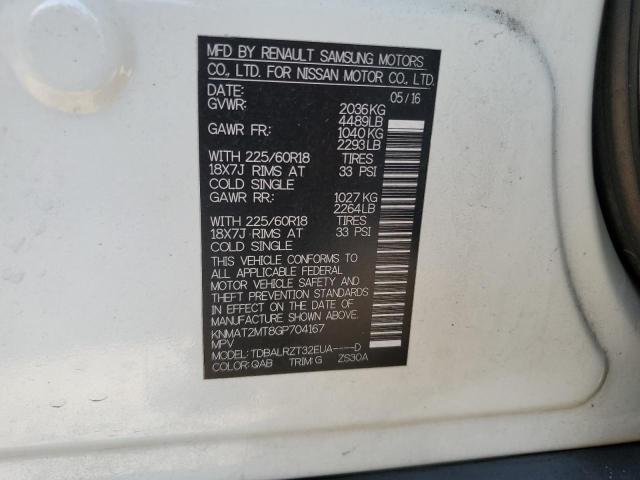 MFD BY RENAULT SAMSUNG MOTORS
CO., LTD. FOR NISSAN MOTOR CO., LTD.
DATE: 05/16
GVWR: 2036KG
4489LB
GAWR FR: 1040KG
2293LB
WITH 225/60R18 TIRES
18X7J RIMS AT 33 PSI
COLD SINGLE
GAWR RR: 1027 KG
2264LB
WITH 225/60R18 TIRES
18X7J RIMS AT 33 PSI
COLD SINGLE
THIS VEHICLE CONFORMS TO
ALL APPLICABLE FEDERAL
MOTOR VEHICLE SAFETY AND
THEFT PREVENTION STANDARDS
IN EFFECT ON THE DATE OF
MANUFACTURE SHOWN ABOVE
KNMAT2MT8GP704167
MPV
MODEL:TDBALRZT32EUA----D
COLOR:QAB TRIM:G ZS30A